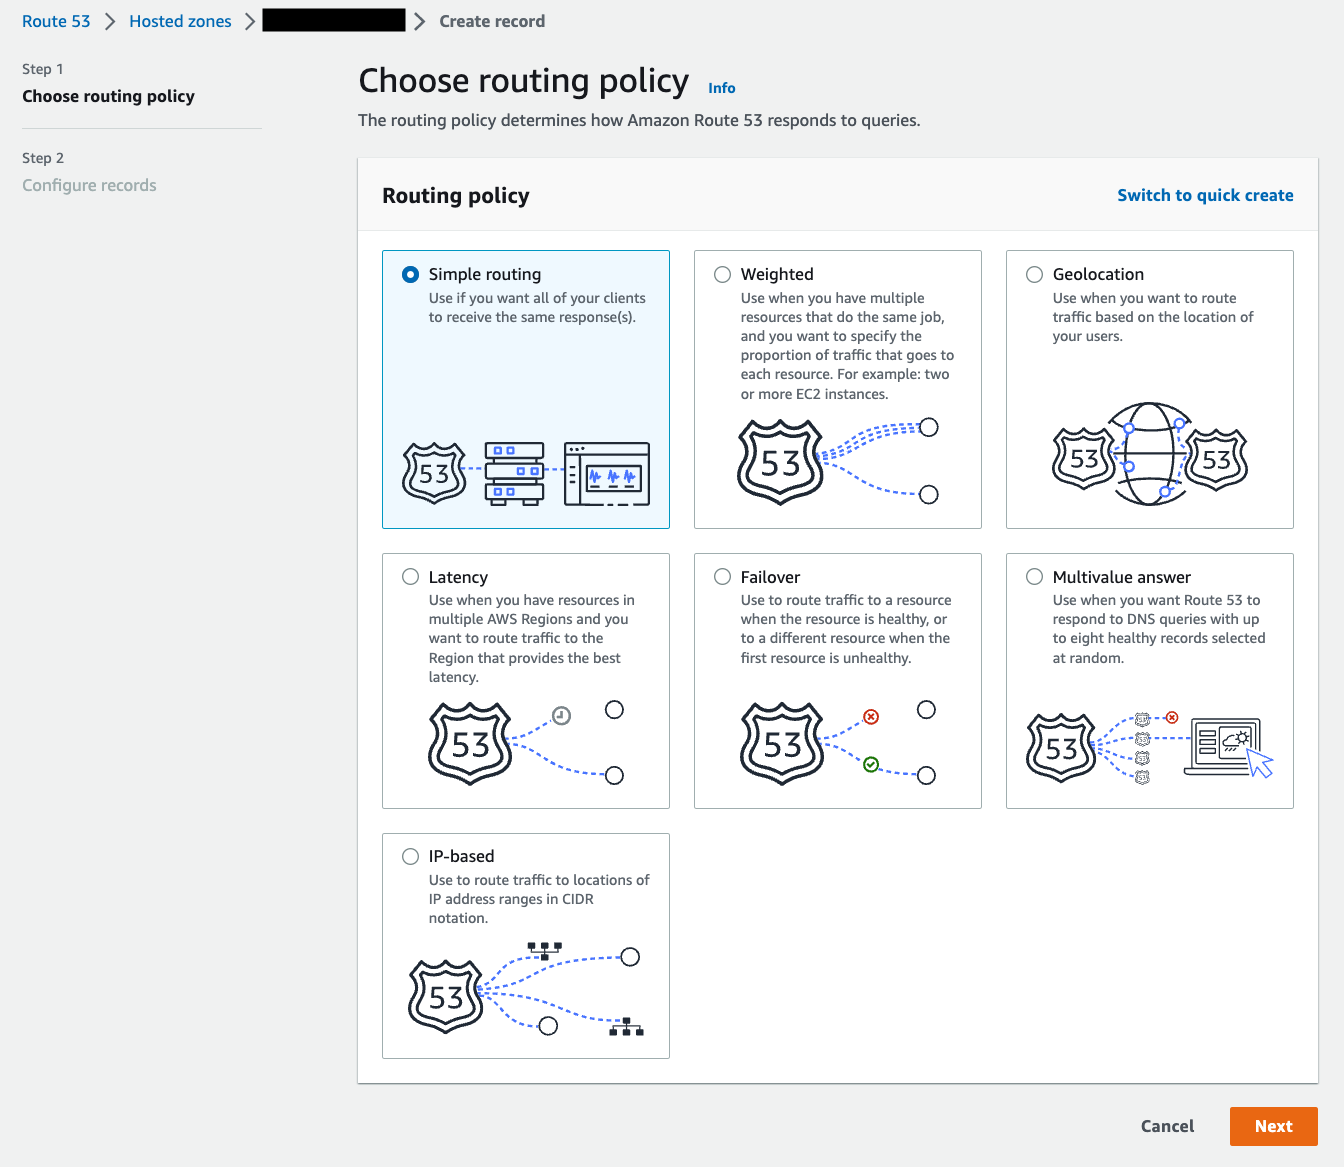 Route 53 Hosted zones Create record
Step 1
Choose routing policy
Step 2
Configure records
Choose routing policy Info
The routing policy determines how Amazon Route 53 responds to queries.
Routing policy
Switch to quick create
Simple routing
Use if you want all of your clients
to receive the same response(s).
53
Weighted
Use when you have multiple
resources that do the same job,
and you want to specify the
proportion of traffic that goes to
each resource. For example: two
or more EC2 instances.
53
Geolocation
Use when you want to route
traffic based on the location of
your users.
53
53
Latency
Use when you have resources in
multiple AWS Regions and you
want to route traffic to the
Region that provides the best
latency.
53
Failover
Use to route traffic to a resource
when the resource is healthy, or
to a different resource when the
first resource is unhealthy.
53
Multivalue answer
Use when you want Route 53 to
respond to DNS queries with up
to eight healthy records selected
at random.
53
53
53
53
53
IP-based
Use to route traffic to locations of
IP address ranges in CIDR
notation.
53
Cancel
Next